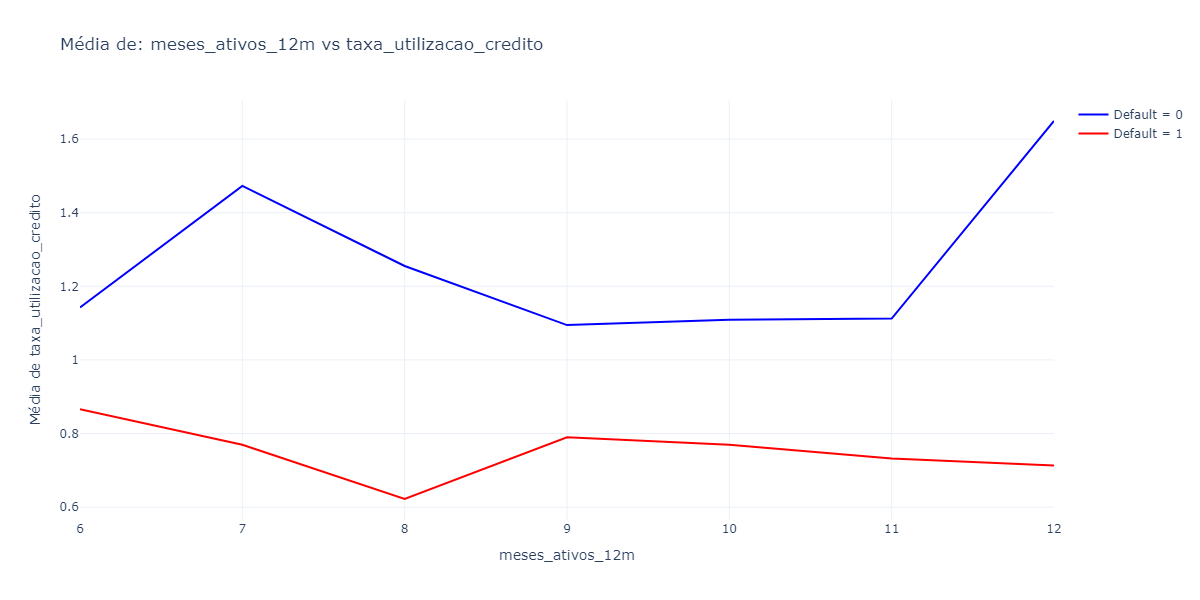 Média de: meses_ativos_12m vs taxa_utilizacao_credito
Default = 0
Default = 1
Média de taxa_utilizacao_credito
1.6
1.4
1.2
1
0.8
0.6
6 7 8 9 10 11 12
meses_ativos_12m